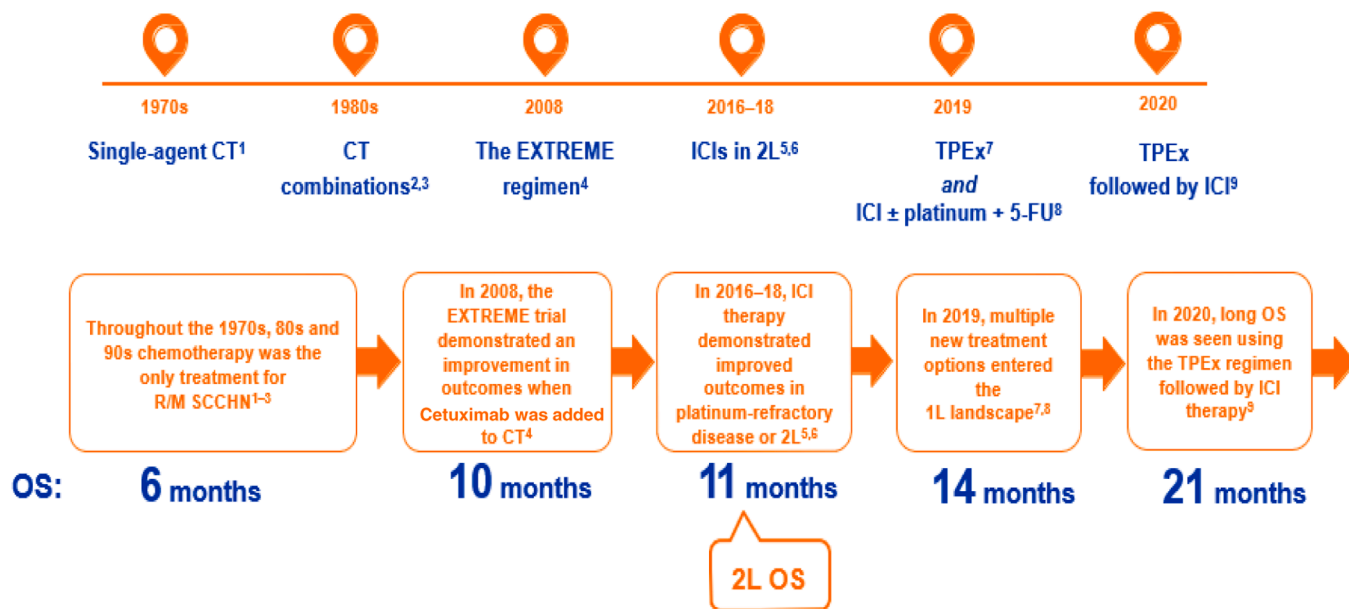 1970s
1980s
2008
2016–18
2019
2020
Single-agent CT¹
CT
combinations²,³
The EXTREME
regimen⁴
ICIs in 2L⁵,⁶
TPEx⁷
and
ICI ± platinum + 5-FU⁸
TPEx
followed by ICI⁹
Throughout the 1970s, 80s and
90s chemotherapy was the
only treatment for
R/M SCCHN¹⁻³
In 2008, the
EXTREME trial
demonstrated an
improvement in
outcomes when
Cetuximab was added
to CT⁴
In 2016–18, ICI
therapy
demonstrated
improved
outcomes in
platinum-refractory
disease or 2L⁵,⁶
In 2019, multiple
new treatment
options entered
the
1L landscape⁷,⁸
In 2020, long OS
was seen using
the TPEx regimen
followed by ICI
therapy⁹
OS:
6 months
10 months
11 months
14 months
21 months
2L OS